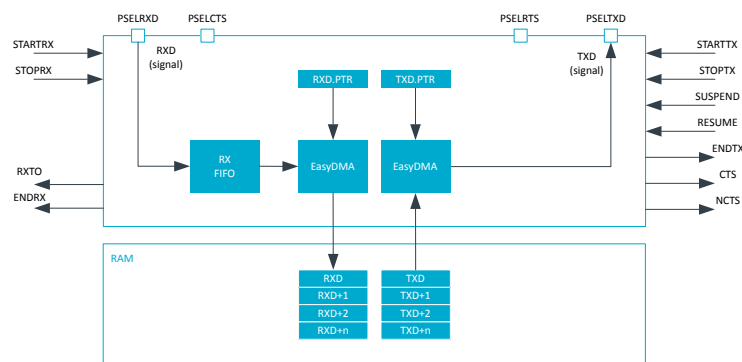 PSELRXD
PSELCTS
PSELRTS
PSELTXD
STARTRX
STOPRX
RXD
(signal)
TXD
(signal)
STARTTX
STOPTX
SUSPEND
RESUME
RXD.PTR
TXD.PTR
RX
FIFO
EasyDMA
EasyDMA
RXTO
ENDRX
ENDTX
CTS
NCTS
RAM
RXD
TXD
RXD+1
TXD+1
RXD+2
TXD+2
RXD+n
TXD+n